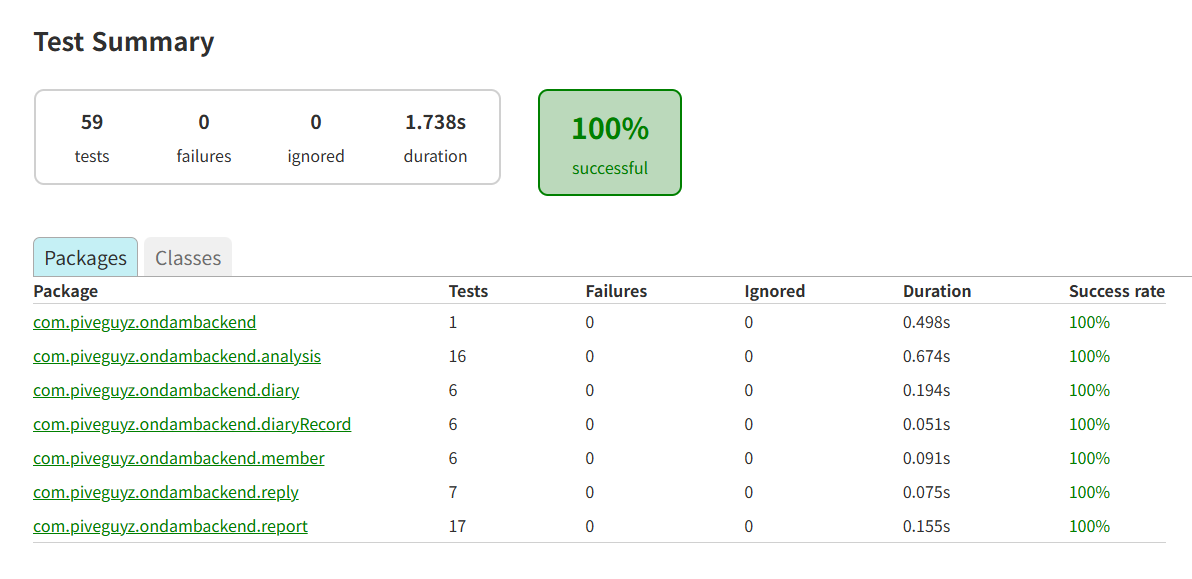 Test Summary
59 0 0 1.738s
tests failures ignored duration
100%
successful
Packages Classes
Package Tests Failures Ignored Duration Success rate
com.piveguyz.ondambackend 1 0 0 0.498s 100%
com.piveguyz.ondambackend.analysis 16 0 0 0.674s 100%
com.piveguyz.ondambackend.diary 6 0 0 0.194s 100%
com.piveguyz.ondambackend.diaryRecord 6 0 0 0.051s 100%
com.piveguyz.ondambackend.member 6 0 0 0.091s 100%
com.piveguyz.ondambackend.reply 7 0 0 0.075s 100%
com.piveguyz.ondambackend.report 17 0 0 0.155s 100%